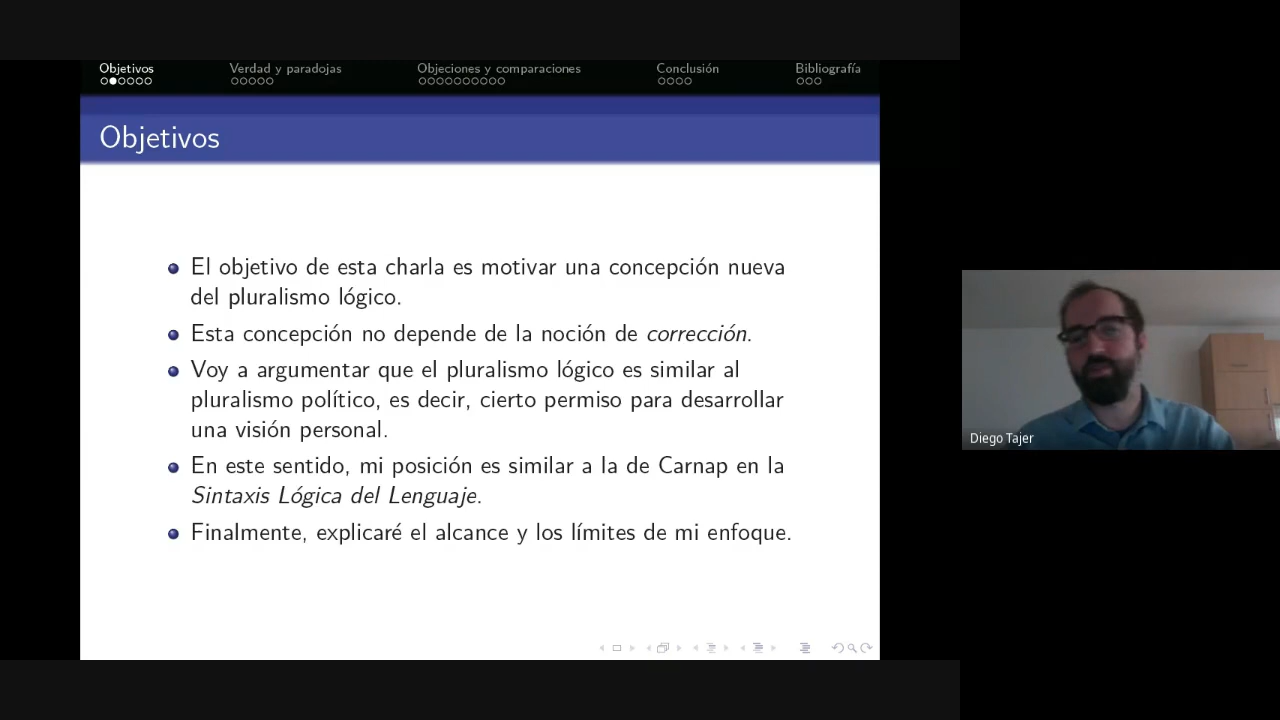 Objetivos
Verdad y paradojas
Objeciones y comparaciones
Conclusión
Bibliografía
Objetivos
El objetivo de esta charla es motivar una concepción nueva
del pluralismo lógico.
Esta concepción no depende de la noción de corrección.
Voy a argumentar que el pluralismo lógico es similar al
pluralismo político, es decir, cierto permiso para desarrollar
una visión personal.
En este sentido, mi posición es similar a la de Carnap en la
Sintaxis Lógica del Lenguaje.
Finalmente, explicaré el alcance y los límites de mi enfoque.
Diego Tajer